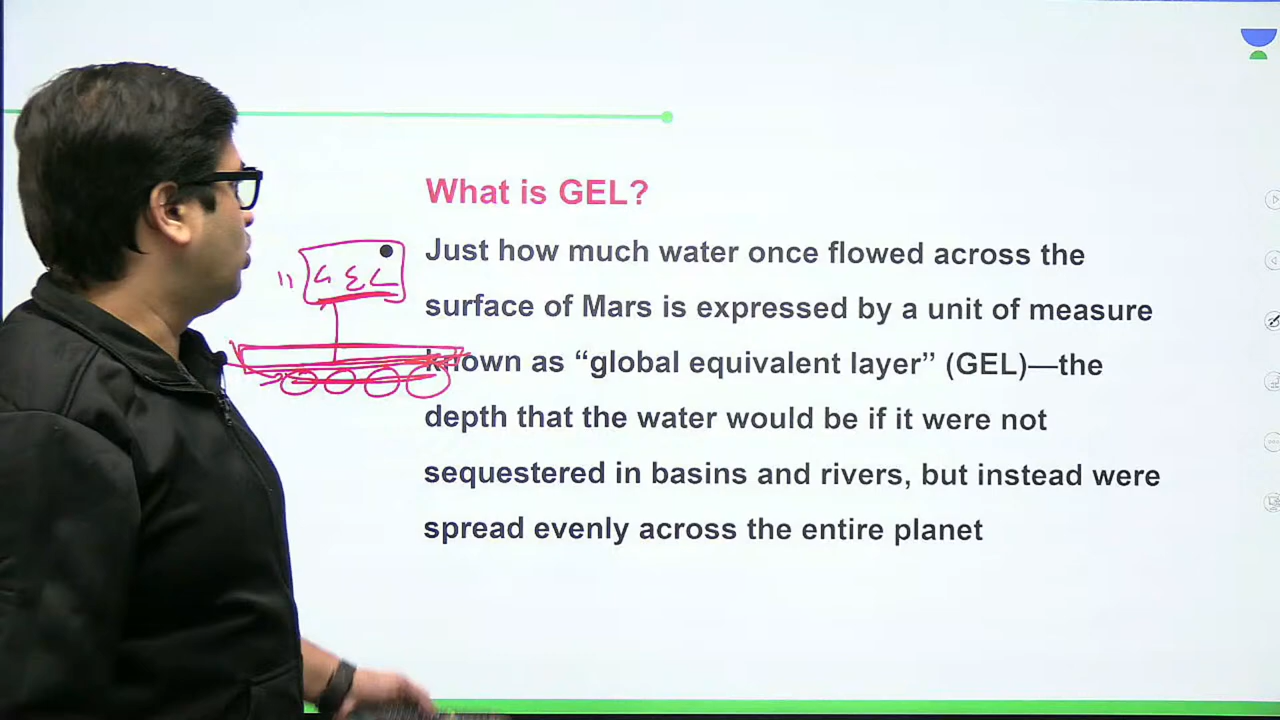 What is GEL?
Just how much water once flowed across the
surface of Mars is expressed by a unit of measure
known as “global equivalent layer” (GEL)—the
depth that the water would be if it were not
sequestered in basins and rivers, but instead were
spread evenly across the entire planet
GEL